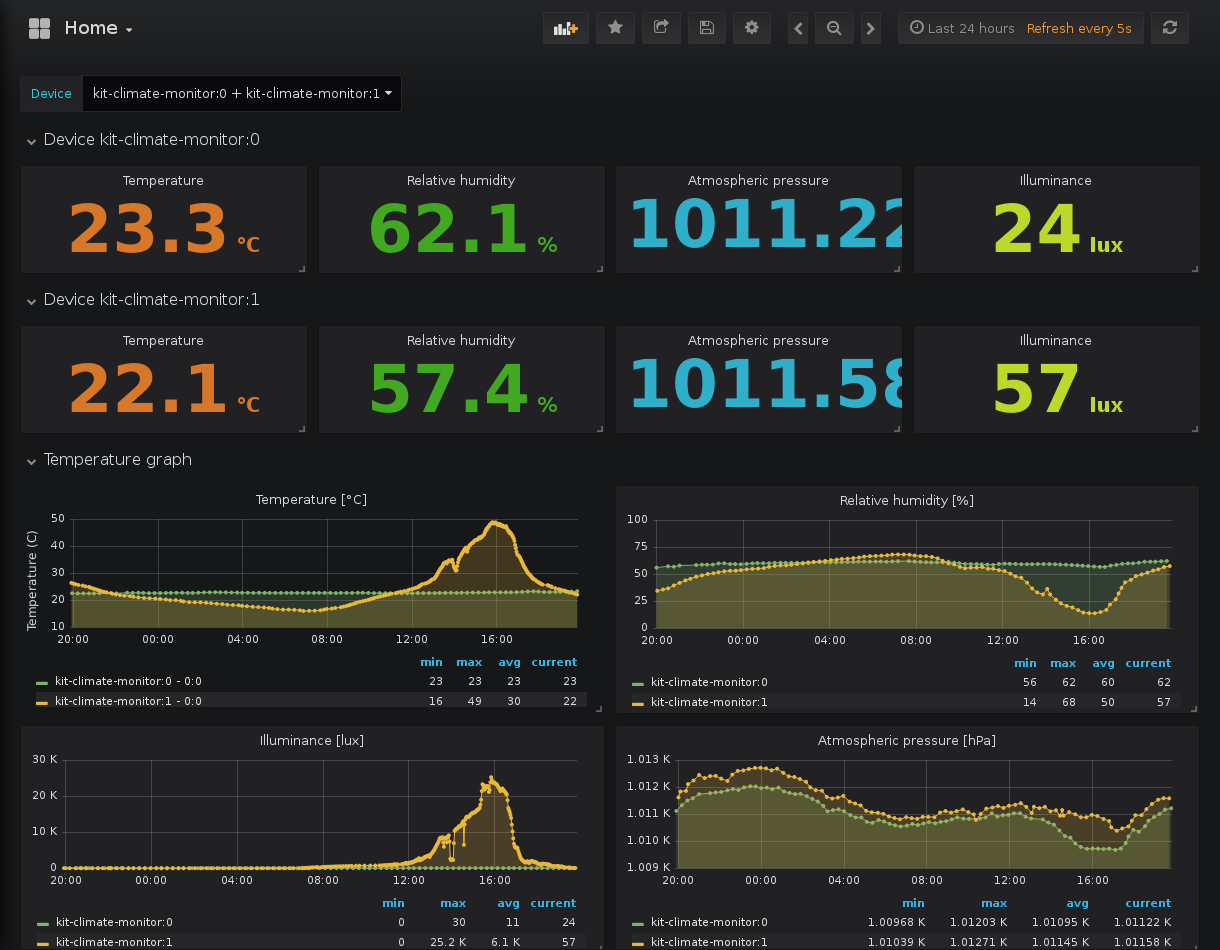 Home
Last 24 hours Refresh every 5s
Device kit-climate-monitor:0 + kit-climate-monitor:1
Device kit-climate-monitor:0
Temperature
23.3 °C
Relative humidity
62.1 %
Atmospheric pressure
1011.22
Illuminance
24 lux
Device kit-climate-monitor:1
Temperature
22.1 °C
Relative humidity
57.4 %
Atmospheric pressure
1011.58
Illuminance
57 lux
Temperature graph
Temperature [°C]
Temperature (C)
50
40
30
20
10
20:00 00:00 04:00 08:00 12:00 16:00
min max avg current
kit-climate-monitor:0 - 0:0 23 23 23 23
kit-climate-monitor:1 - 0:0 16 49 30 22
Relative humidity [%]
100
75
50
25
0
20:00 00:00 04:00 08:00 12:00 16:00
min max avg current
kit-climate-monitor:0 56 62 60 62
kit-climate-monitor:1 14 68 50 57
Illuminance [lux]
30 K
20 K
10 K
0
20:00 00:00 04:00 08:00 12:00 16:00
min max avg current
kit-climate-monitor:0 0 30 11 24
kit-climate-monitor:1 0 25.2 K 6.1 K 57
Atmospheric pressure [hPa]
1.013 K
1.012 K
1.011 K
1.010 K
1.009 K
20:00 00:00 04:00 08:00 12:00 16:00
min max avg current
kit-climate-monitor:0 1.00968 K 1.01203 K 1.01095 K 1.01122 K
kit-climate-monitor:1 1.01039 K 1.01271 K 1.01145 K 1.01158 K